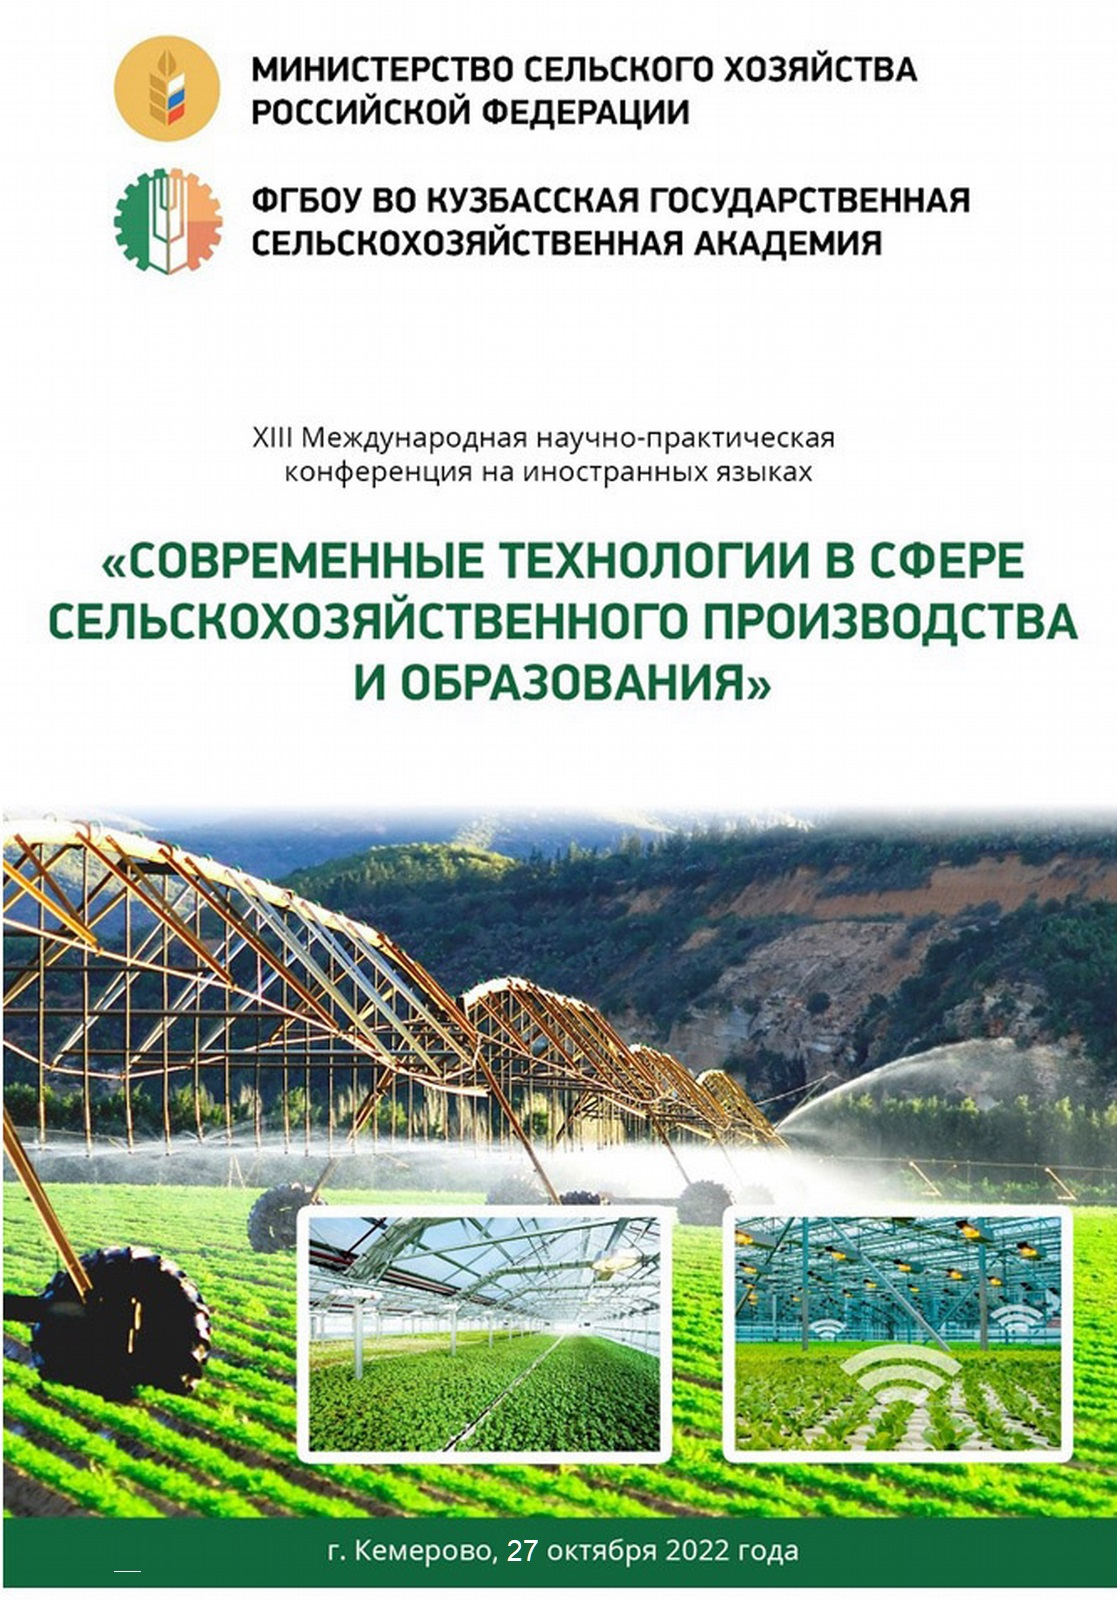 МИНИСТЕРСТВО СЕЛЬСКОГО ХОЗЯЙСТВА
РОССИЙСКОЙ ФЕДЕРАЦИИ
ФГБОУ ВО КУЗБАССКАЯ ГОСУДАРСТВЕННАЯ
СЕЛЬСКОХОЗЯЙСТВЕННАЯ АКАДЕМИЯ
XIII Международная научно-практическая
конференция на иностранных языках
«СОВРЕМЕННЫЕ ТЕХНОЛОГИИ В СФЕРЕ
СЕЛЬСКОХОЗЯЙСТВЕННОГО ПРОИЗВОДСТВА
И ОБРАЗОВАНИЯ»
г. Кемерово, 27 октября 2022 года